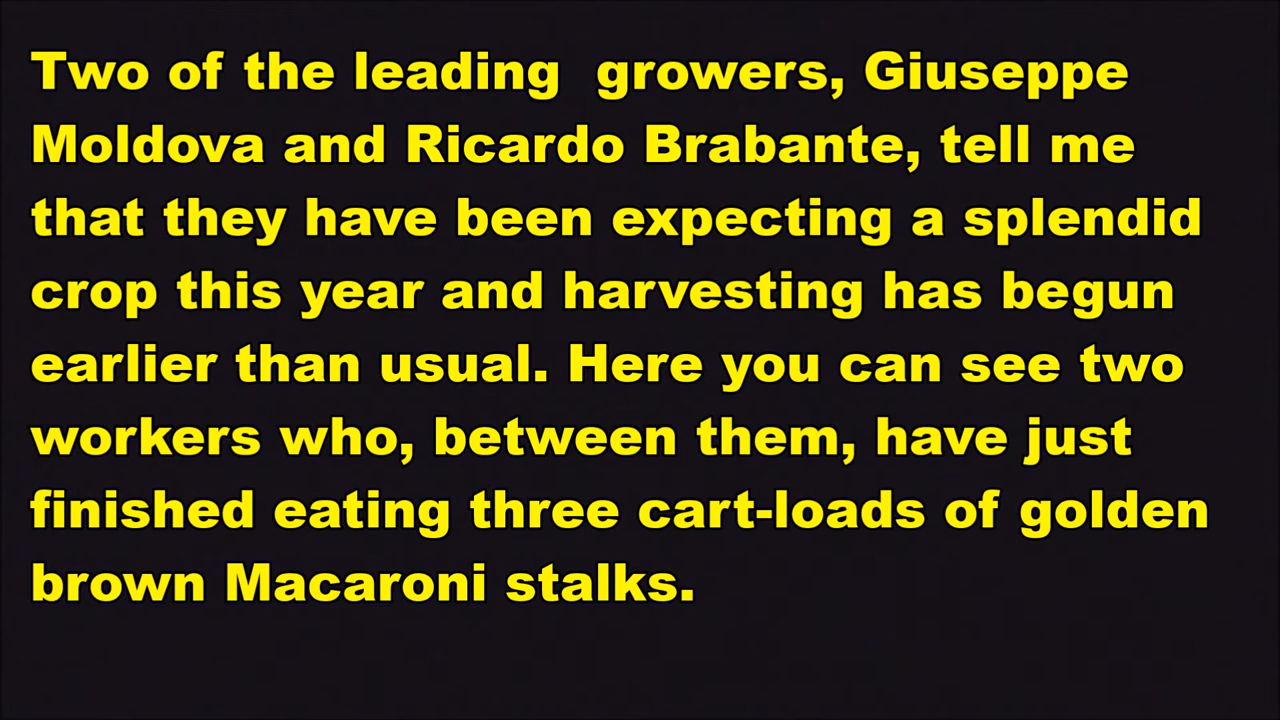 Two of the leading  growers, Giuseppe
Moldova and Ricardo Brabante, tell me
that they have been expecting a splendid
crop this year and harvesting has begun
earlier than usual. Here you can see two
workers who, between them, have just
finished eating three cart-loads of golden
brown Macaroni stalks.